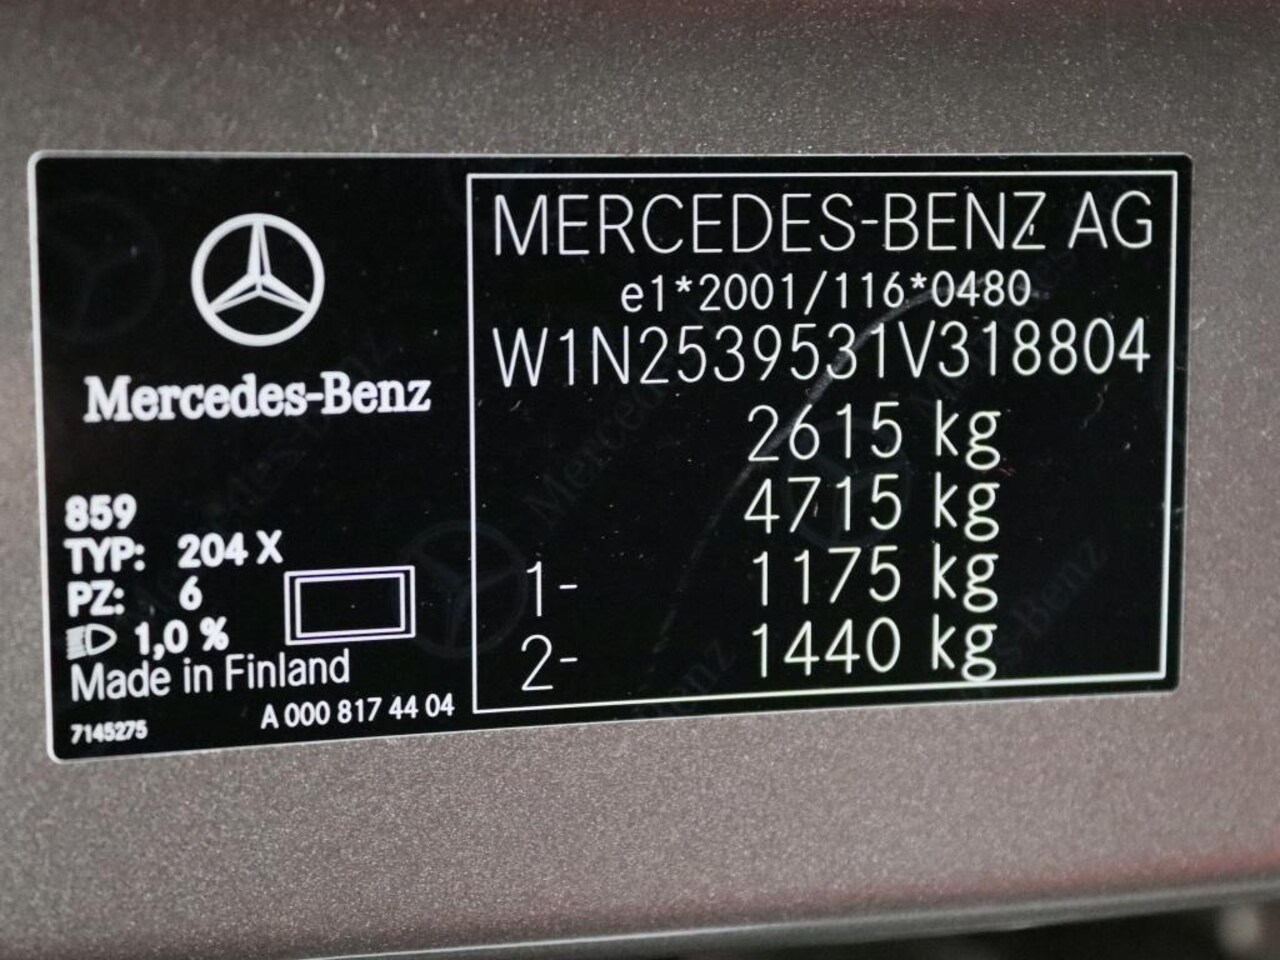 Mercedes-Benz
859
TYP: 204 X
PZ: 6
1,0 %
Made in Finland
7145275 A 000 817 44 04
MERCEDES-BENZ AG
e1*2001/116*0480
W1N2539531V318804
2615 kg
4715 kg
1- 1175 kg
2- 1440 kg